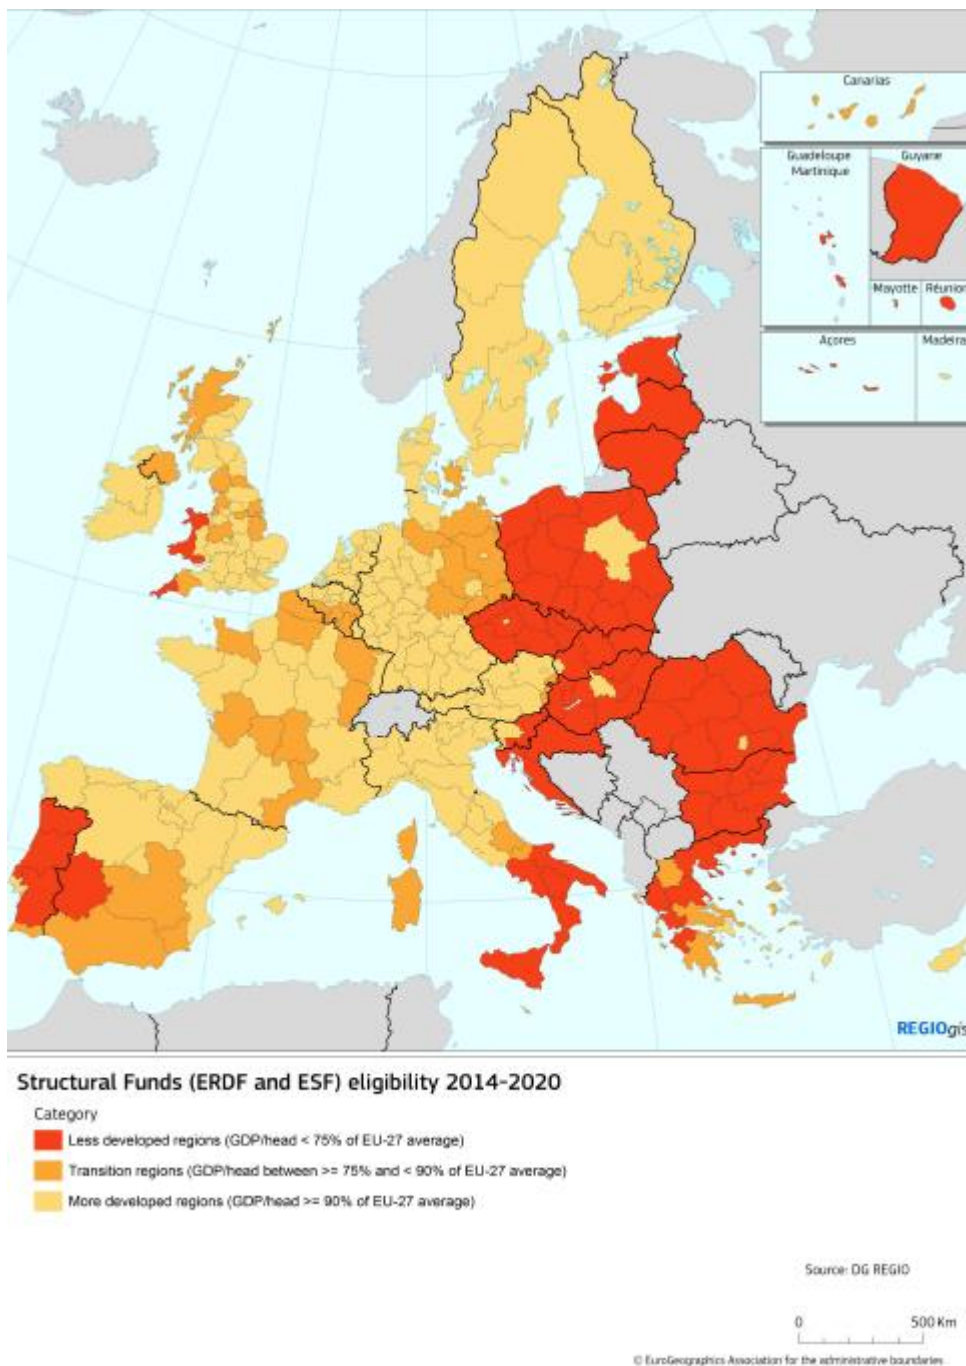 Canarias
Guadeloupe
Martinique
Guyane
Mayotte
Réunion
Açores
Madeira
REGIOgis
Structural Funds (ERDF and ESF) eligibility 2014-2020
Category
Less developed regions (GDP/head < 75% of EU-27 average)
Transition regions (GDP/head between >= 75% and < 90% of EU-27 average)
More developed regions (GDP/head >= 90% of EU-27 average)
Source: DG REGIO
0 500 Km
© EuroGeographics Association for the administrative boundaries